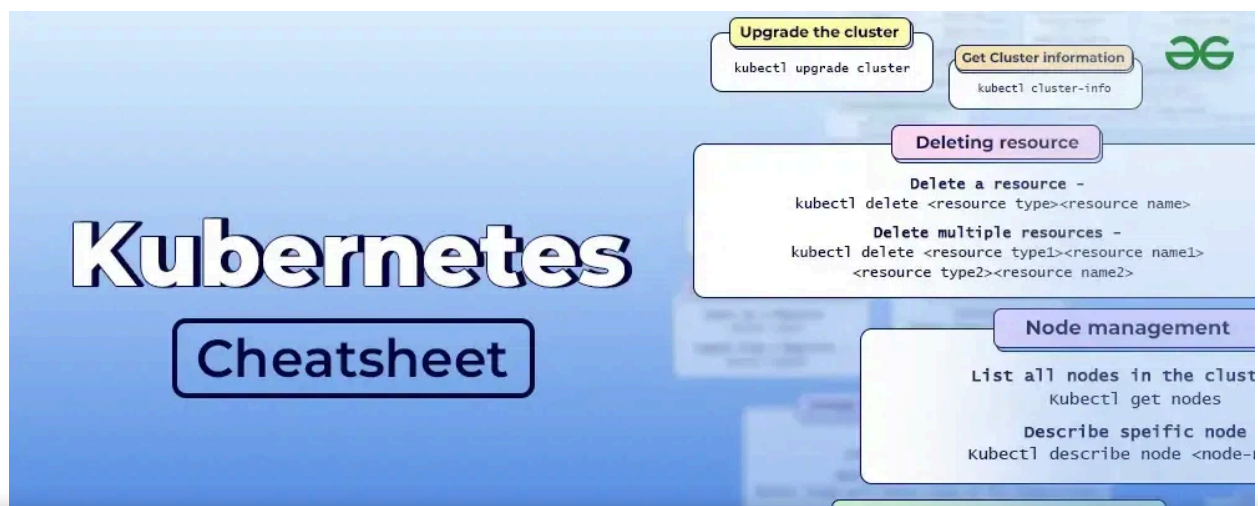 Kubernetes
Cheatsheet
Upgrade the cluster
kubectl upgrade cluster
Get Cluster information
kubectl cluster-info
Deleting resource
Delete a resource -
kubectl delete <resource type><resource name>
Delete multiple resources -
kubectl delete <resource type1><resource name1>
<resource type2><resource name2>
Node management
List all nodes in the clust
Kubectl get nodes
Describe speific node
Kubectl describe node <node-